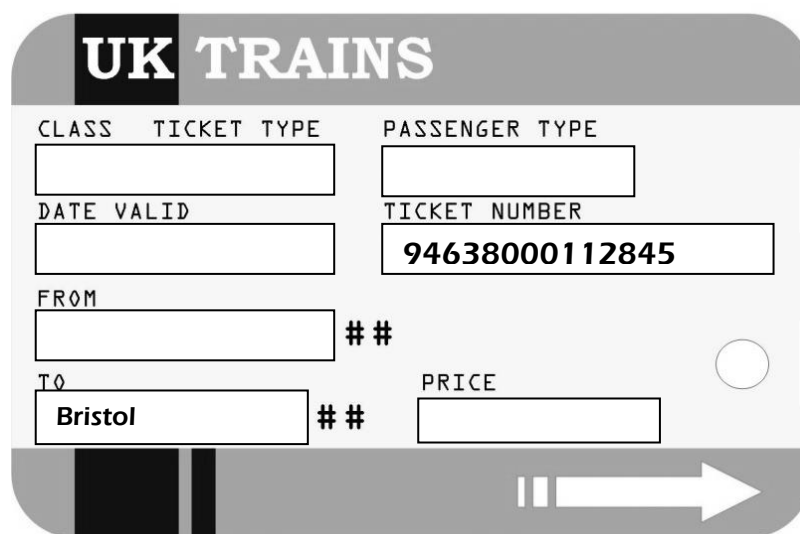 UK TRAINS
CLASS TICKET TYPE PASSENGER TYPE
DATE VALID TICKET NUMBER
94638000112845
FROM
##
TO PRICE
Bristol ##